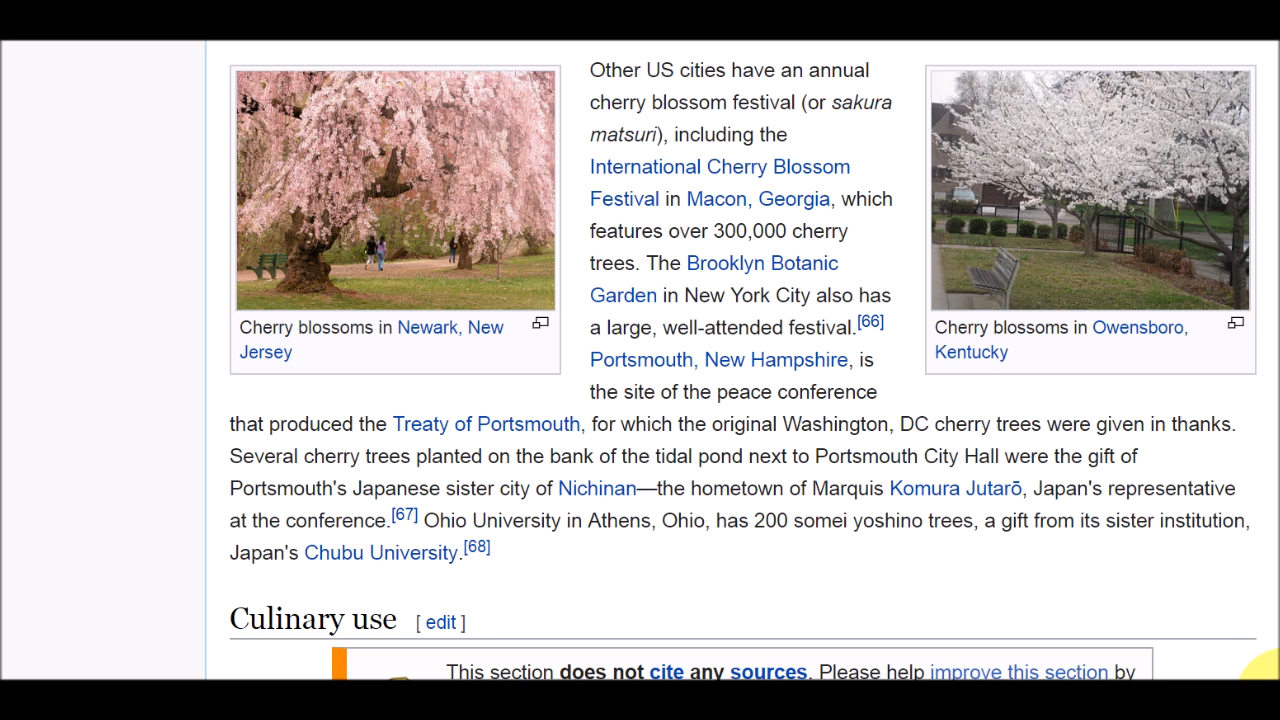 Other US cities have an annual
cherry blossom festival (or sakura
matsuri), including the
International Cherry Blossom
Festival in Macon, Georgia, which
features over 300,000 cherry
trees. The Brooklyn Botanic
Garden in New York City also has
a large, well-attended festival.[66]
Portsmouth, New Hampshire, is
the site of the peace conference
Cherry blossoms in Newark, New
Jersey
Cherry blossoms in Owensboro,
Kentucky
that produced the Treaty of Portsmouth, for which the original Washington, DC cherry trees were given in thanks.
Several cherry trees planted on the bank of the tidal pond next to Portsmouth City Hall were the gift of
Portsmouth's Japanese sister city of Nichinan—the hometown of Marquis Komura Jutarō, Japan's representative
at the conference.[67] Ohio University in Athens, Ohio, has 200 somei yoshino trees, a gift from its sister institution,
Japan's Chubu University.[68]
Culinary use [ edit ]
This section does not cite any sources. Please help improve this section by